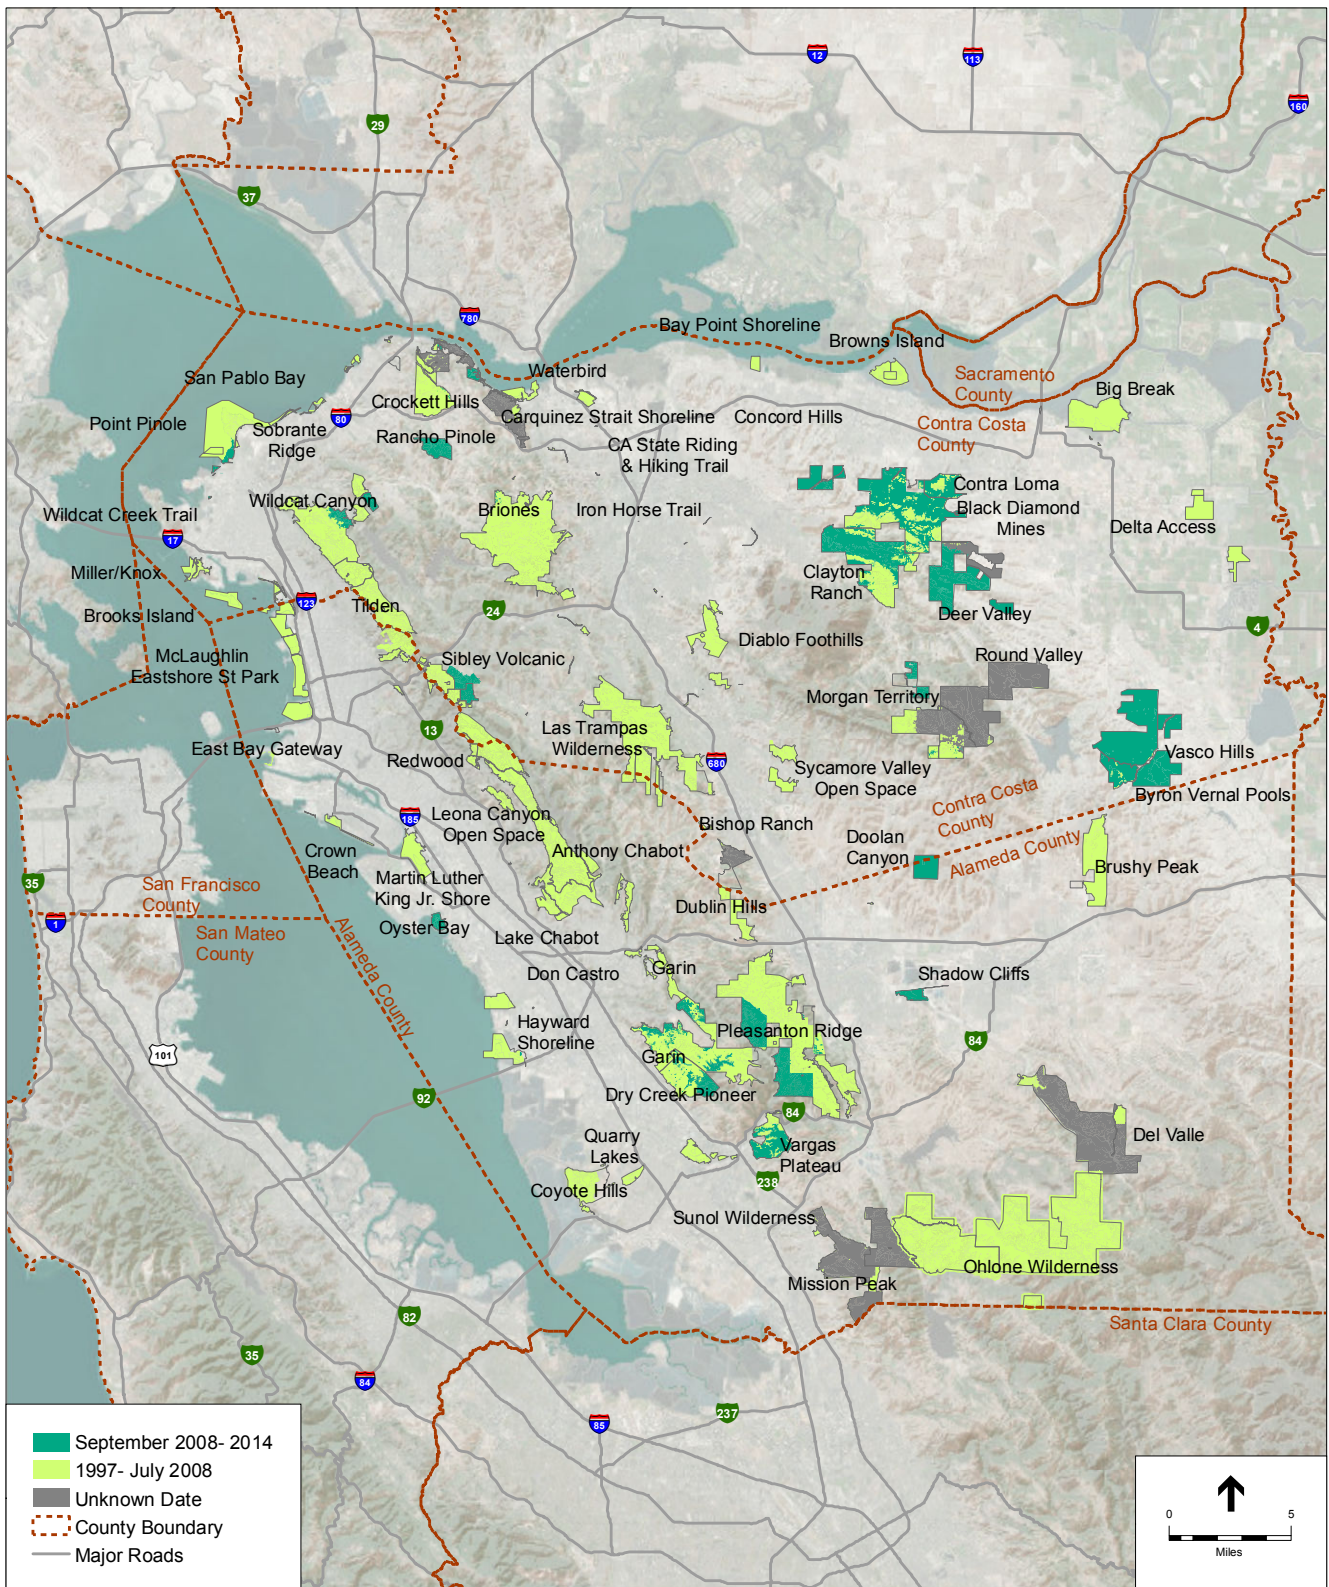 12
113
160
29
37
780
Bay Point Shoreline
Browns Island
Waterbird
San Pablo Bay
Sacramento
County
Big Break
Crockett Hills
Carquinez Strait Shoreline
Concord Hills
Point Pinole
80
Sobrante
Ridge
Rancho Pinole
Contra Costa
County
CA State Riding
& Hiking Trail
Contra Loma
Wildcat Canyon
Briones
Iron Horse Trail
Black Diamond
Mines
Wildcat Creek Trail
Delta Access
17
Miller/Knox
Clayton
Ranch
123
Tilden
24
Brooks Island
Deer Valley
4
Diablo Foothills
McLaughlin
Eastshore St Park
Sibley Volcanic
Round Valley
Morgan Territory
13
Las Trampas
Wilderness
East Bay Gateway
Redwood
680
Vasco Hills
Sycamore Valley
Open Space
Byron Vernal Pools
185
Leona Canyon
Open Space
Contra Costa
County
Bishop Ranch
Doolan
Canyon
Alameda County
Crown
Beach
Anthony Chabot
Brushy Peak
35
San Francisco
County
Martin Luther
King Jr. Shore
Dublin Hills
1
San Mateo
County
Oyster Bay
Alameda County
Lake Chabot
Don Castro
Garin
Shadow Cliffs
Hayward
Shoreline
Pleasanton Ridge
84
101
Garin
92
Dry Creek Pioneer
84
Quarry
Lakes
Vargas
Plateau
Del Valle
238
Coyote Hills
Sunol Wilderness
Ohlone Wilderness
Mission Peak
82
Santa Clara County
35
84
237
85
September 2008- 2014
1997- July 2008
Unknown Date
County Boundary
Major Roads
0 5
Miles